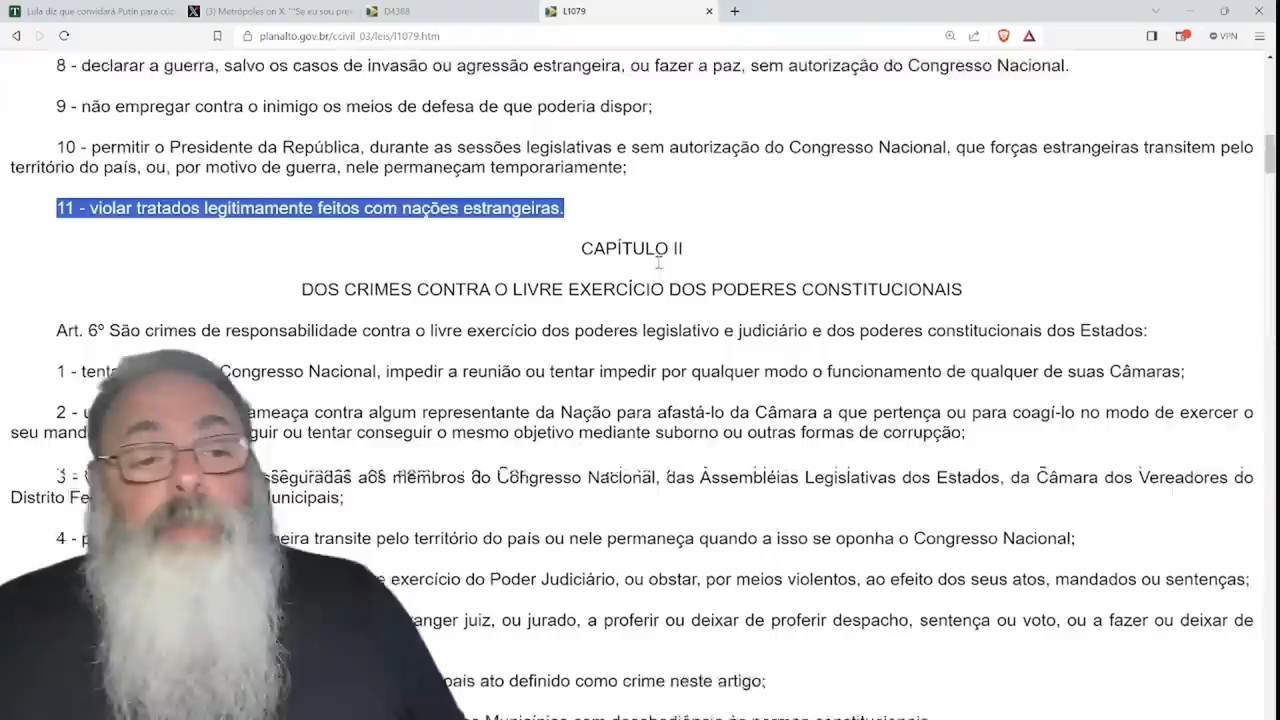 Lula diz que convidará Putin para cúp
(3) Metrópoles on X: ""Se eu sou pres
D4388
L1079
planalto.gov.br/ccivil_03/leis/l1079.htm
VPN
8 - declarar a guerra, salvo os casos de invasão ou agressão estrangeira, ou fazer a paz, sem autorização do Congresso Nacional.
9 - não empregar contra o inimigo os meios de defesa de que poderia dispor;
10 - permitir o Presidente da República, durante as sessões legislativas e sem autorização do Congresso Nacional, que forças estrangeiras transitem pelo
território do país, ou, por motivo de guerra, nele permaneçam temporariamente;
11 - violar tratados legitimamente feitos com nações estrangeiras.
CAPÍTULO II
DOS CRIMES CONTRA O LIVRE EXERCÍCIO DOS PODERES CONSTITUCIONAIS
Art. 6º São crimes de responsabilidade contra o livre exercício dos poderes legislativo e judiciário e dos poderes constitucionais dos Estados:
1 - Congresso Nacional, impedir a reunião ou tentar impedir por qualquer modo o funcionamento de qualquer de suas Câmaras;
2 - ameaça contra algum representante da Nação para afastá-lo da Câmara a que pertença ou para coagí-lo no modo de exercer o
seu ou tentar conseguir o mesmo objetivo mediante suborno ou outras formas de corrupção;
3 - aos membros do Congresso Nacional, das Assembléias Legislativas dos Estados, da Câmara dos Vereadores do
Distrito
4 - transite pelo território do país ou nele permaneça quando a isso se oponha o Congresso Nacional;
exercício do Poder Judiciário, ou obstar, por meios violentos, ao efeito dos seus atos, mandados ou sentenças;
juiz, ou jurado, a proferir ou deixar de proferir despacho, sentença ou voto, ou a fazer ou deixar de
ato definido como crime neste artigo;